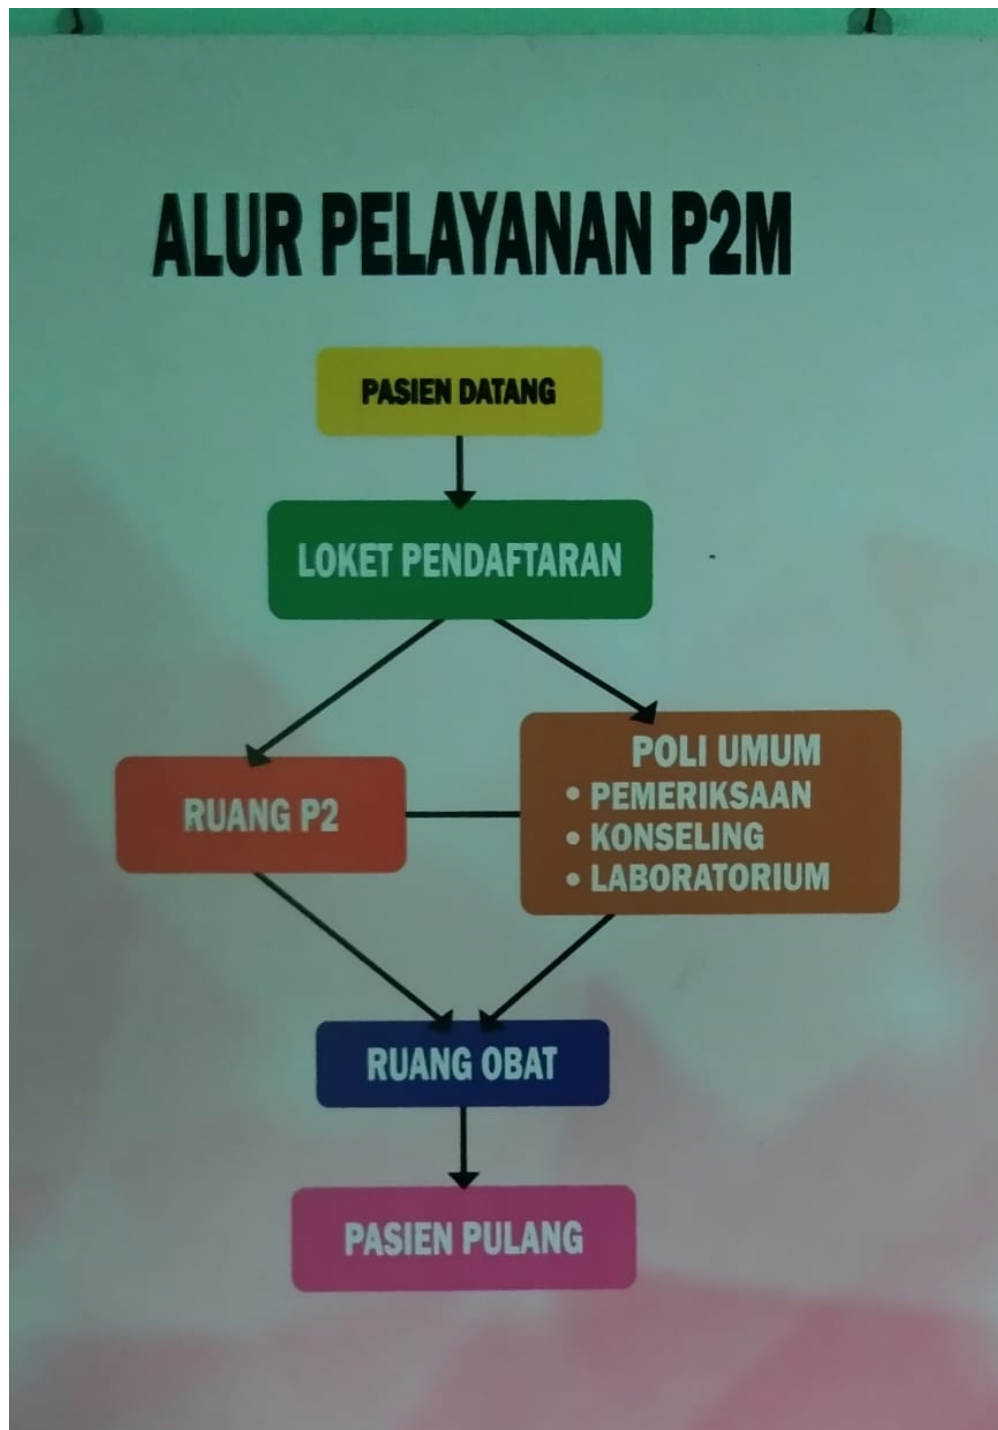 ALUR PELAYANAN P2M
PASIEN DATANG
LOKET PENDAFTARAN
RUANG P2
POLI UMUM
• PEMERIKSAAN
• KONSELING
• LABORATORIUM
RUANG OBAT
PASIEN PULANG